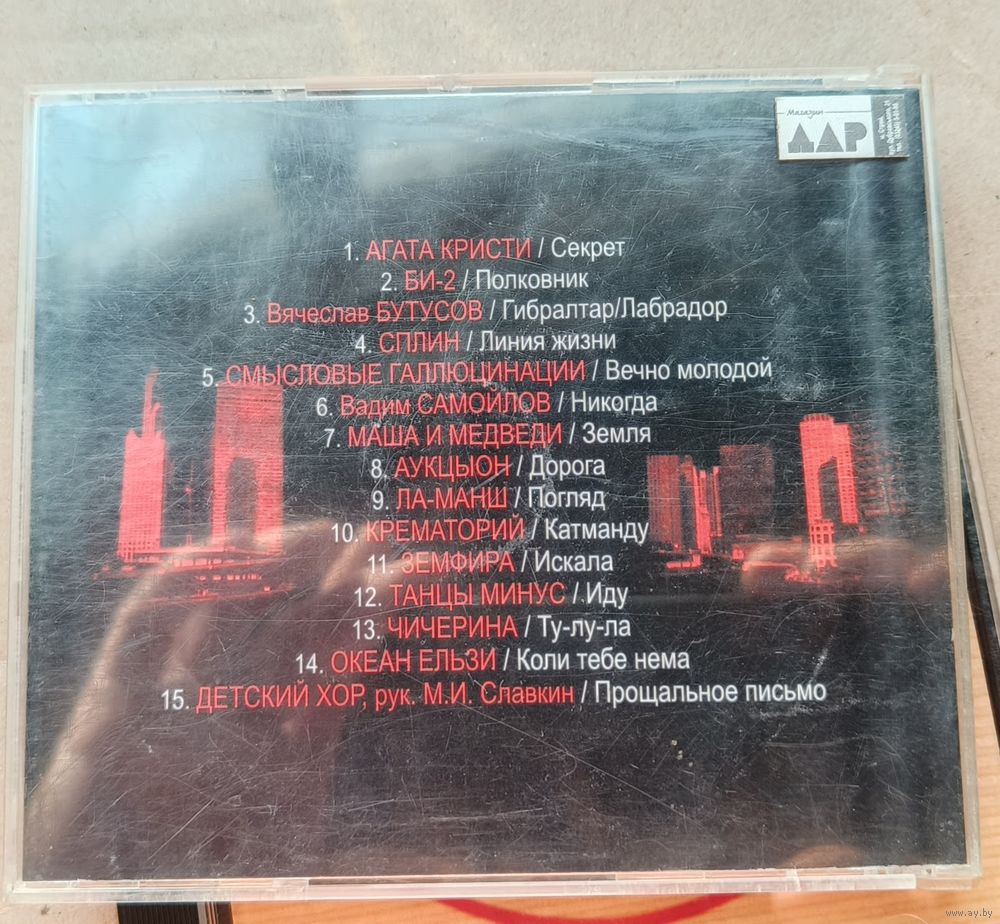 Магазин
ДАР
1. АГАТА КРИСТИ / Секрет
2. БИ-2 / Полковник
3. Вячеслав БУТУСОВ / Гибралтар/Лабрадор
4. СПЛИН / Линия жизни
5. СМЫСЛОВЫЕ ГАЛЛЮЦИНАЦИИ / Вечно молодой
6. Вадим САМОЙЛОВ / Никогда
7. МАША И МЕДВЕДИ / Земля
8. АУКЦЫОН / Дорога
9. ЛА-МАНШ / Погляд
10. КРЕМАТОРИЙ / Катманду
11. ЗЕМФИРА / Искала
12. ТАНЦЫ МИНУС / Иду
13. ЧИЧЕРИНА / Ту-лу-ла
14. ОКЕАН ЕЛЬЗИ / Коли тебе нема
15. ДЕТСКИЙ ХОР, рук. М.И. Славкин / Прощальное письмо
www.ay.by